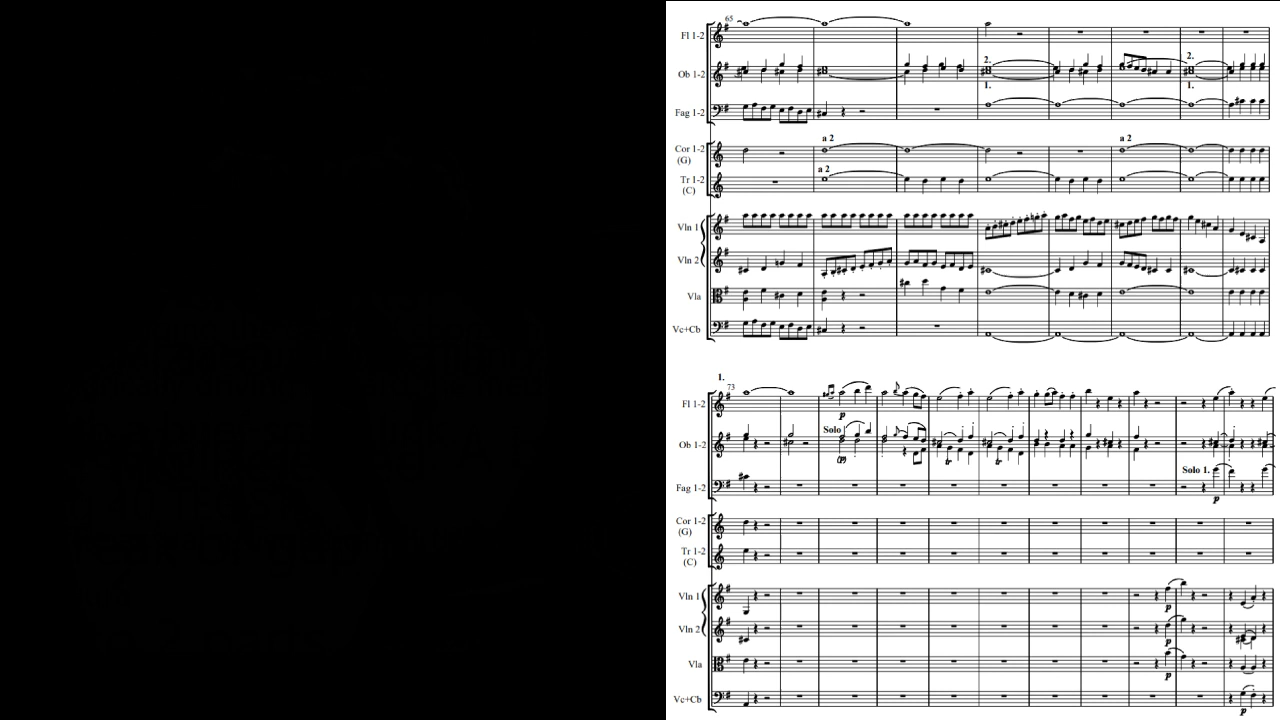 65
Fl 1-2
2.
2.
Ob 1-2
1.
1.
Fag 1-2
a 2
a 2
Cor 1-2
(G)
a 2
Tr 1-2
(C)
Vln 1
Vln 2
Vla
Vc+Cb
1.
73
Fl 1-2
p
Solo
Ob 1-2
(p)
tr
tr
Solo 1.
Fag 1-2
p
Cor 1-2
(G)
Tr 1-2
(C)
Vln 1
p
Vln 2
p
Vla
p
Vc+Cb
p